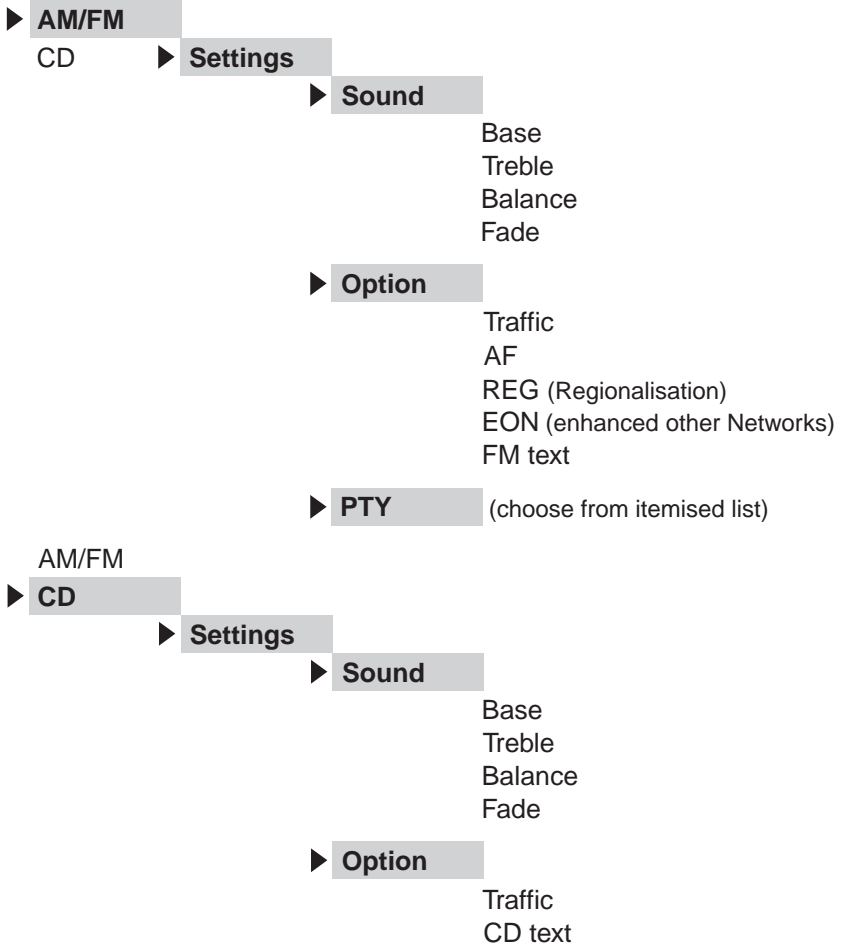 AM/FM
CD Settings
Sound
Base
Treble
Balance
Fade
Option
Traffic
AF
REG (Regionalisation)
EON (enhanced other Networks)
FM text
PTY (choose from itemised list)
AM/FM
CD
Settings
Sound
Base
Treble
Balance
Fade
Option
Traffic
CD text